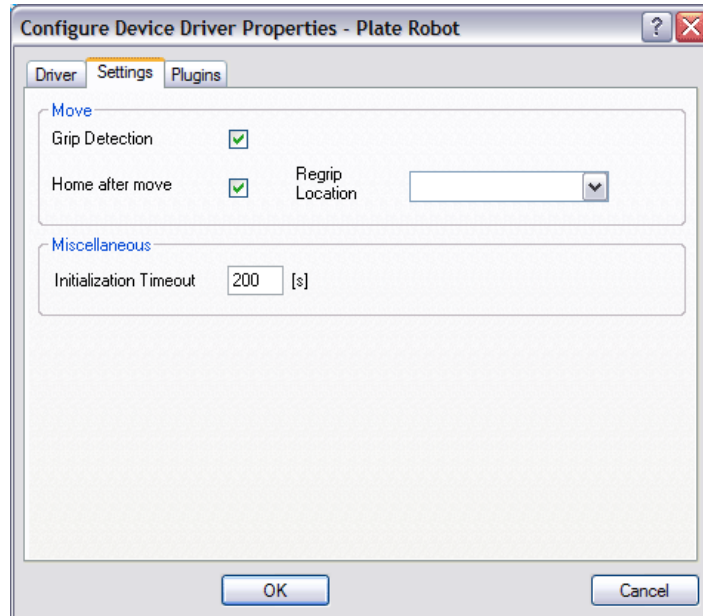 Configure Device Driver Properties - Plate Robot
Driver Settings Plugins
Move
Grip Detection
Home after move Regrip Location
Miscellaneous
Initialization Timeout 200 [s]
OK Cancel